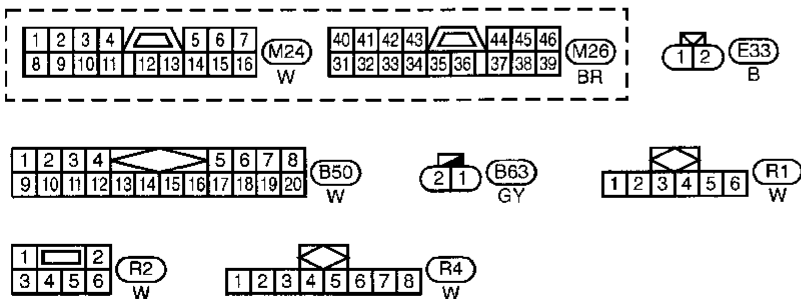 1 2 3 4 5 6 7 M24
8 9 10 11 12 13 14 15 16 W
40 41 42 43 44 45 46 M26
31 32 33 34 35 36 37 38 39 BR
1 2 E33
B
1 2 3 4 5 6 7 8 B50
9 10 11 12 13 14 15 16 17 18 19 20 W
2 1 B63
GY
R1
1 2 3 4 5 6 W
1 2 R2
3 4 5 6 W
R4
1 2 3 4 5 6 7 8 W